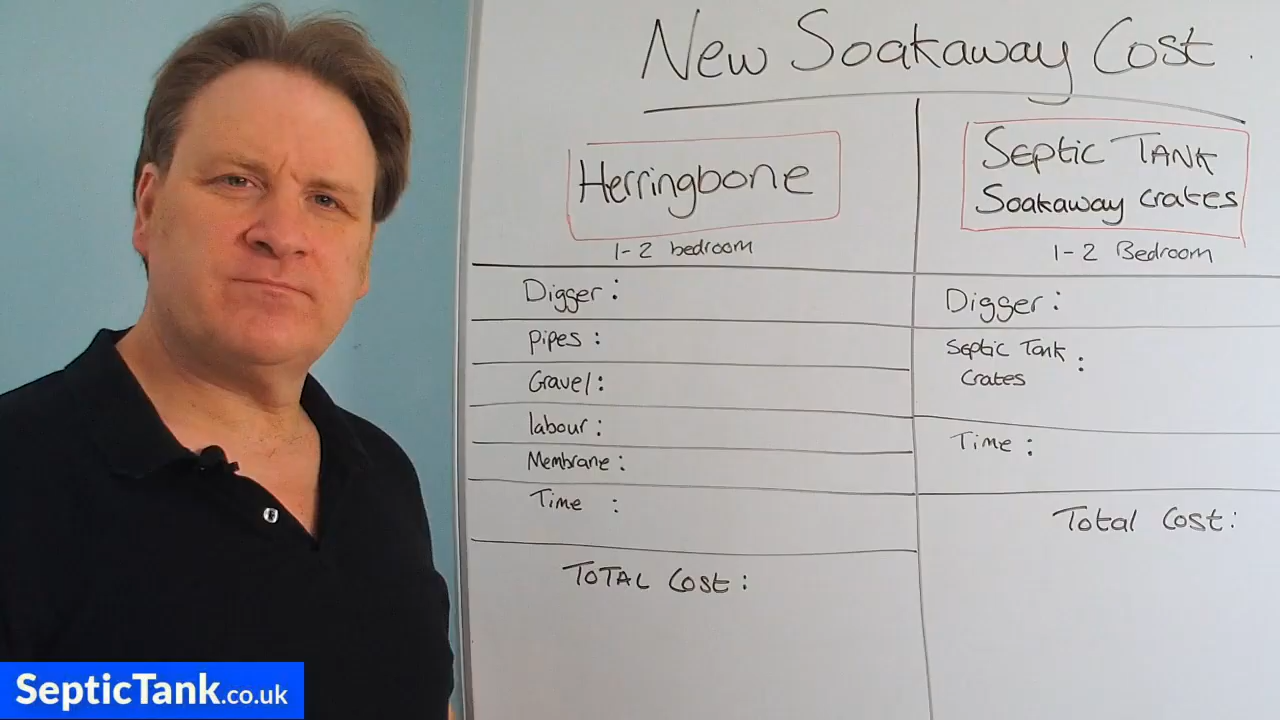 New Soakaway Cost
Herringbone
1-2 bedroom
Digger:
Pipes:
Gravel:
labour:
Membrane:
Time :
TOTAL COST:
SEPTIC TANK
Soakaway crates
1-2 Bedroom
Digger:
Septic Tank
Crates :
Time :
Total Cost:
SepticTank.co.uk